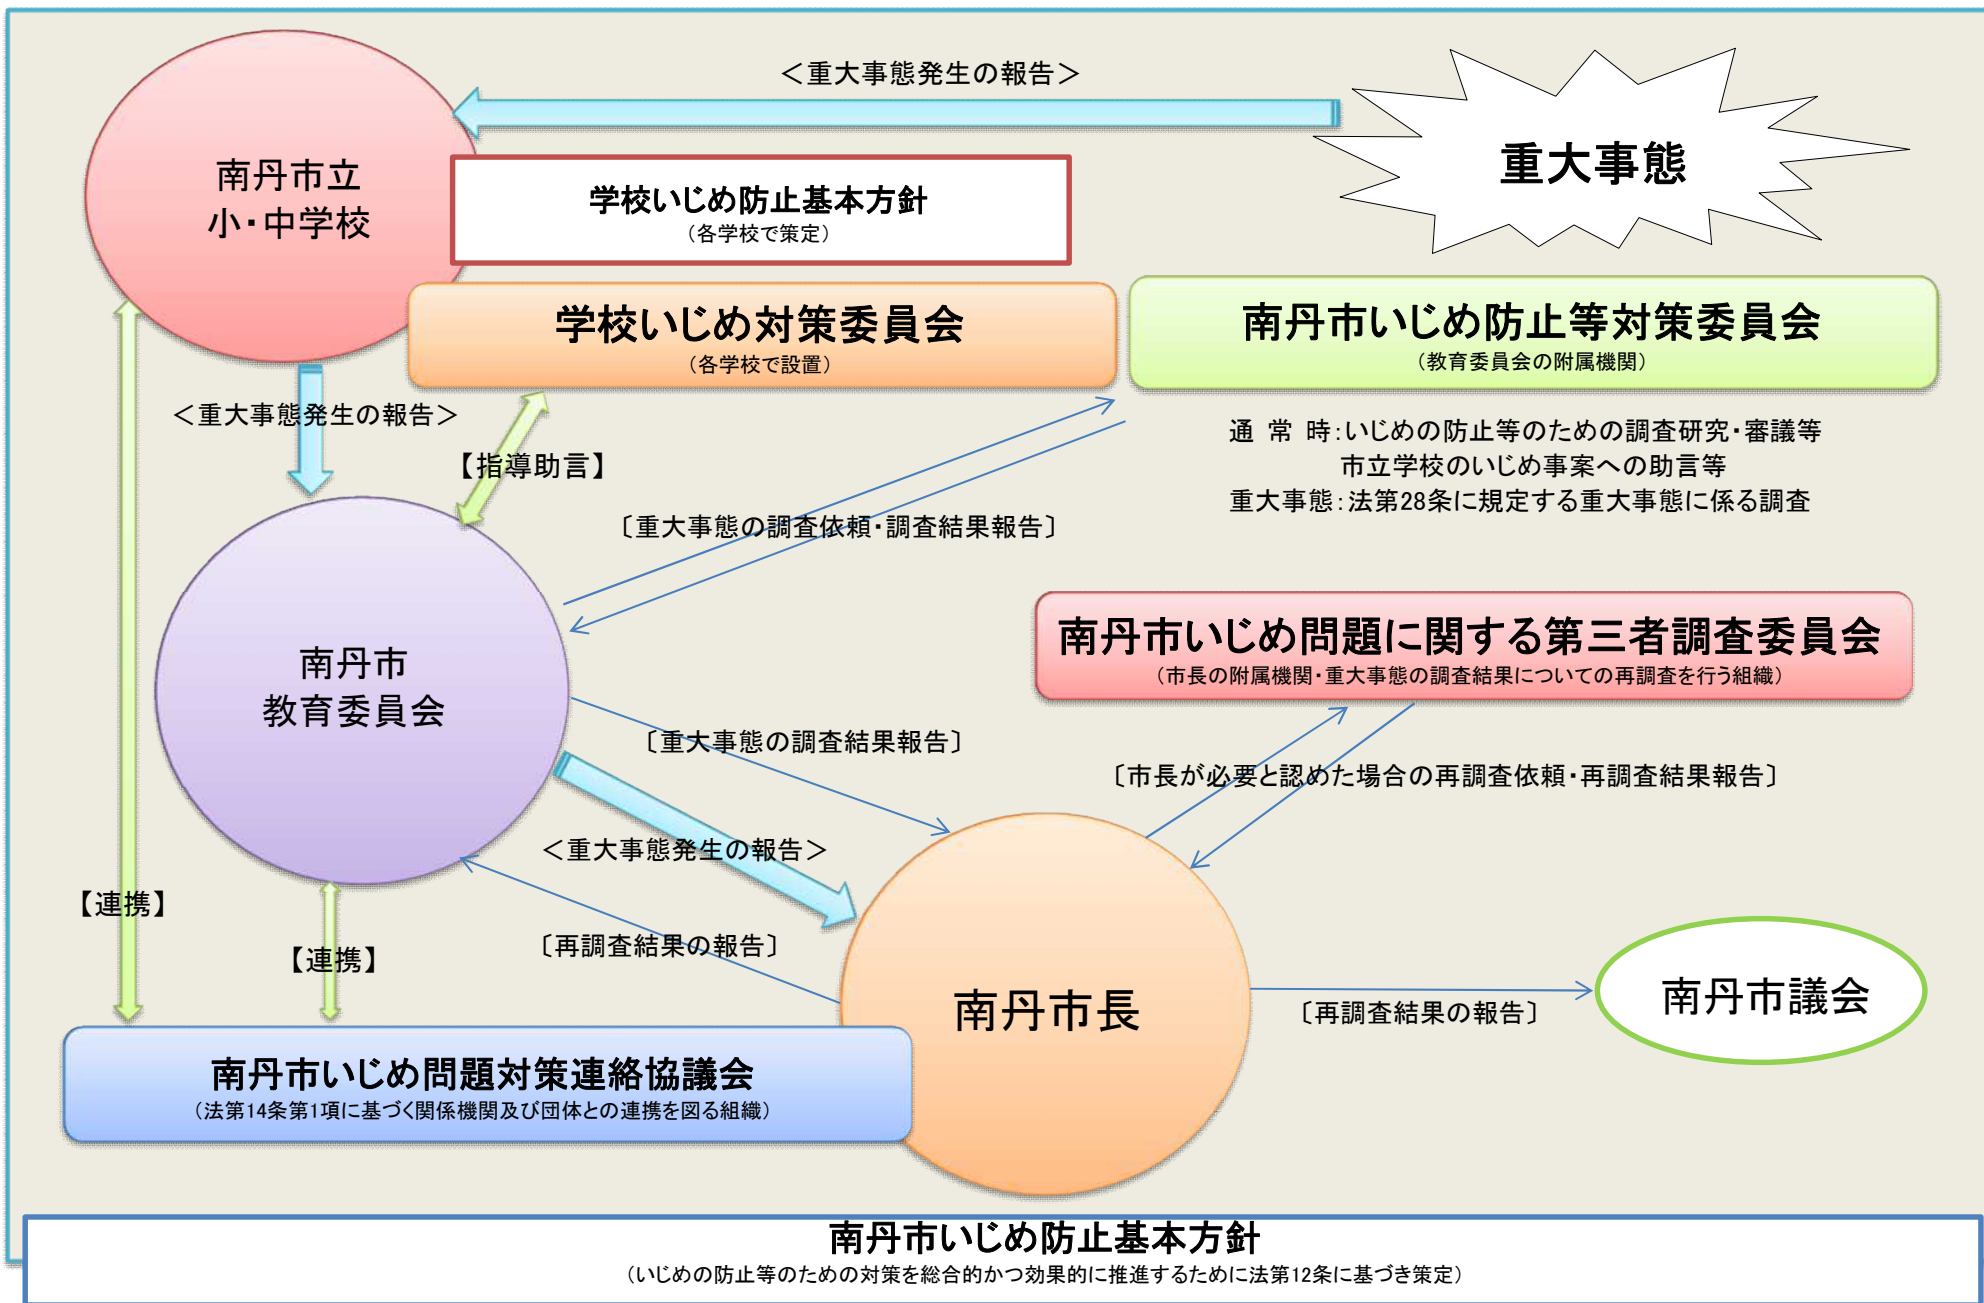 ＜重大事態発生の報告＞
重大事態
南丹市立
小・中学校
学校いじめ防止基本方針
（各学校で策定）
学校いじめ対策委員会
（各学校で設置）
南丹市いじめ防止等対策委員会
（教育委員会の附属機関）
＜重大事態発生の報告＞
【指導助言】
通 常 時：いじめの防止等のための調査研究・審議等
市立学校のいじめ事案への助言等
重大事態：法第28条に規定する重大事態に係る調査
〔重大事態の調査依頼・調査結果報告〕
南丹市
教育委員会
南丹市いじめ問題に関する第三者調査委員会
（市長の附属機関・重大事態の調査結果についての再調査を行う組織）
〔重大事態の調査結果報告〕
〔市長が必要と認めた場合の再調査依頼・再調査結果報告〕
＜重大事態発生の報告＞
【連携】
【連携】
〔再調査結果の報告〕
南丹市長
〔再調査結果の報告〕
南丹市議会
南丹市いじめ問題対策連絡協議会
（法第14条第1項に基づく関係機関及び団体との連携を図る組織）
南丹市いじめ防止基本方針
（いじめの防止等のための対策を総合的かつ効果的に推進するために法第12条に基づき策定）